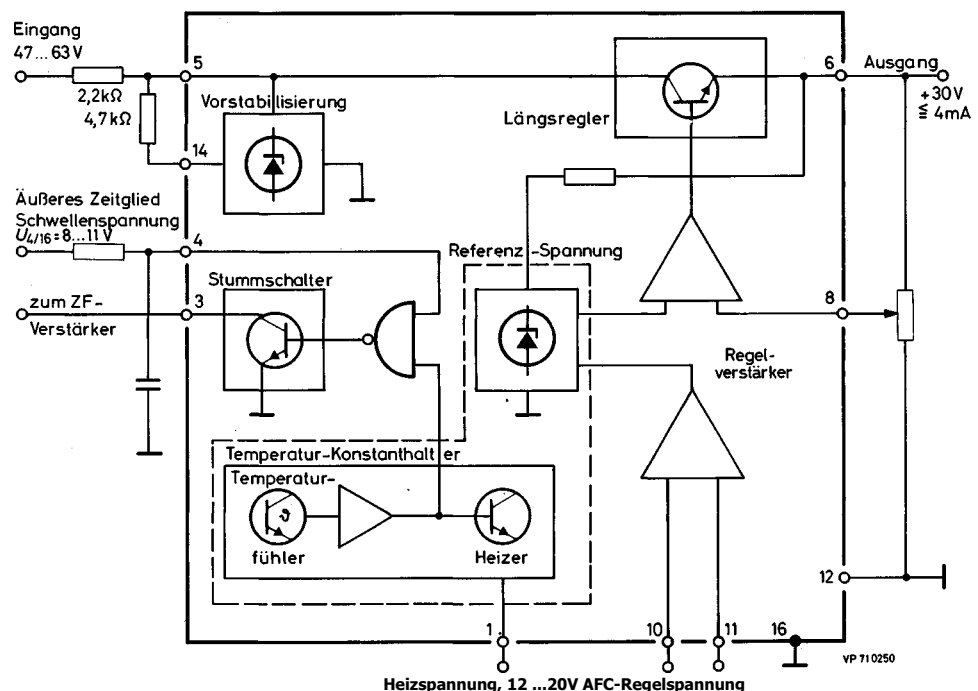 Eingang
47...63V
2,2kΩ
4,7kΩ
5
14
Vorstabilisierung
Längsregler
6
Ausgang
+30V
≦ 4mA
Äußeres Zeitglied
Schwellenspannung
U4/16=8...11V
4
Stummschalter
3
zum ZF-
Verstärker
Referenz-Spannung
8
Regel-
verstärker
Temperatur-Konstanthalter
Temperatur-
ϑ
fühler
Heizer
12
1
10
11
16
VP 710250
Heizspannung, 12 ...20V AFC-Regelspannung